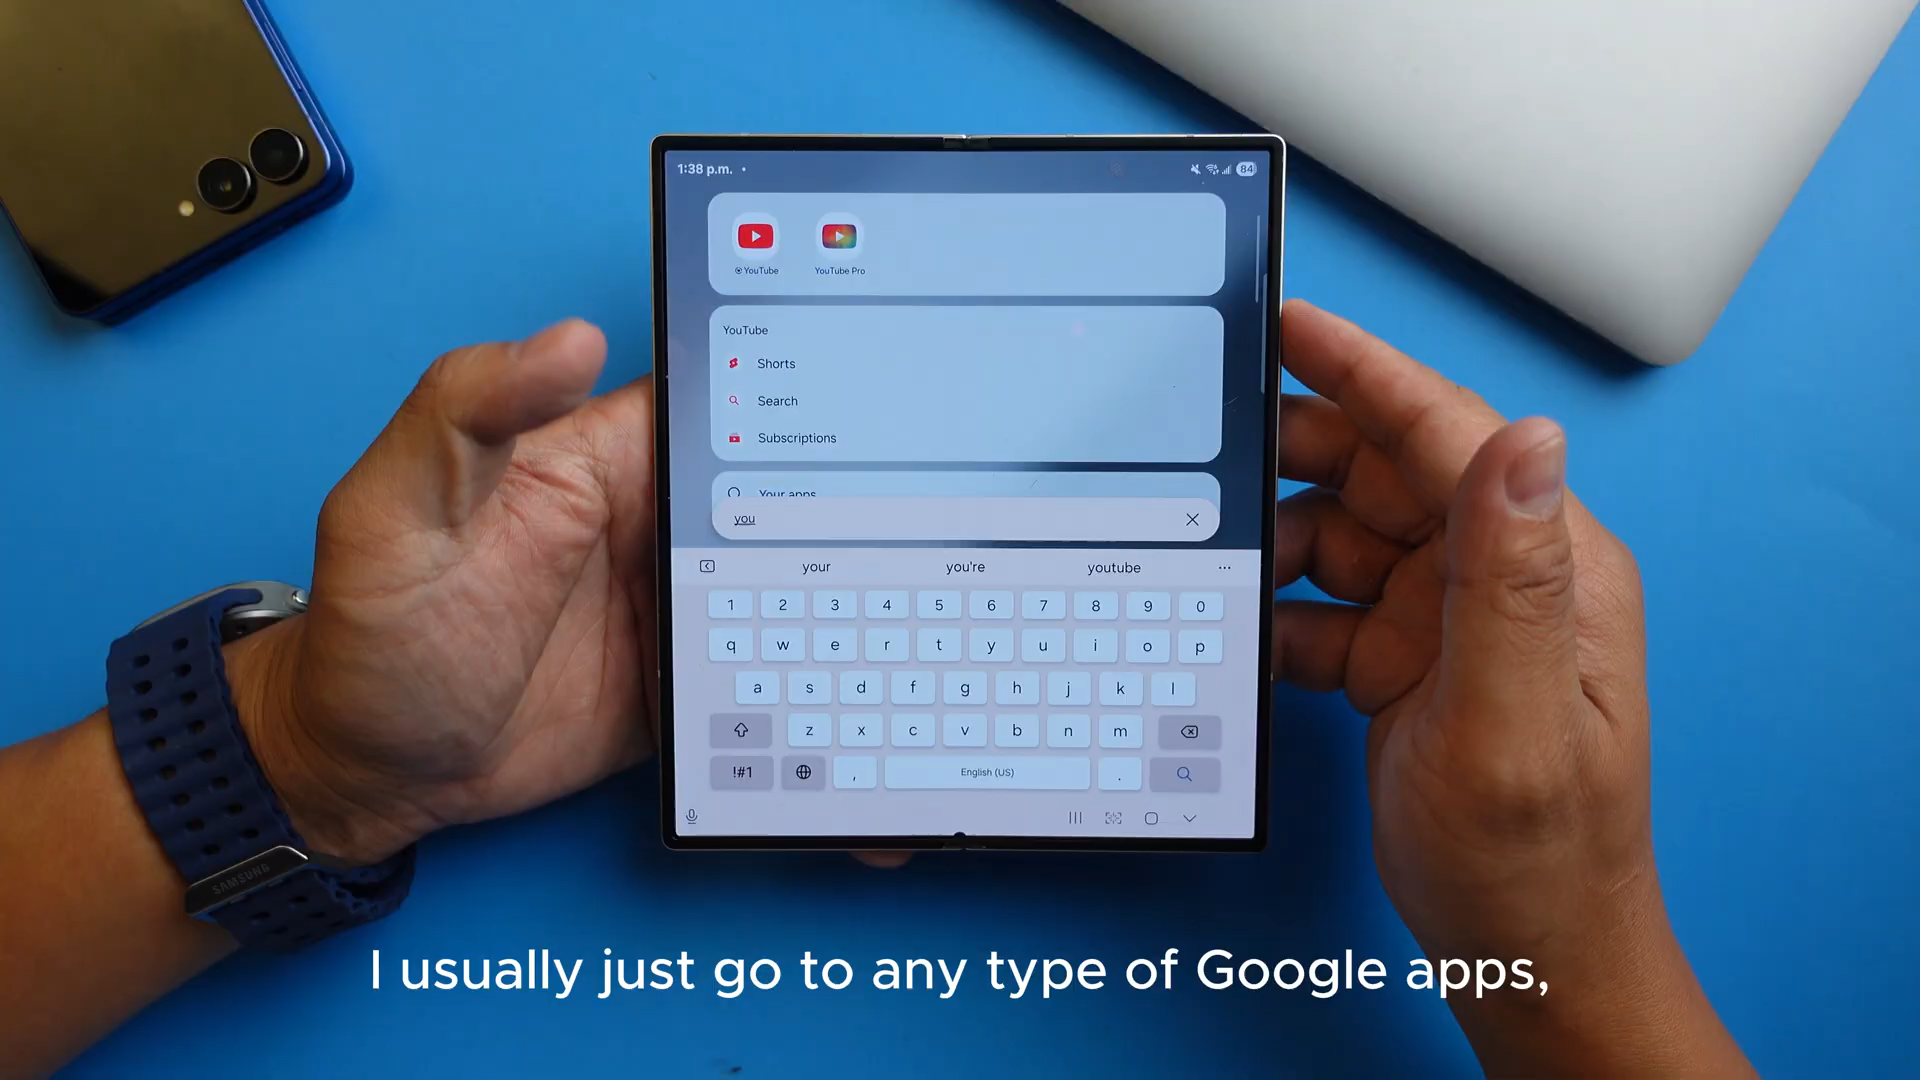 1:38 p.m.
84
YouTube
YouTube Pro
YouTube
Shorts
Search
Subscriptions
Your apps
you
your you're youtube
1 2 3 4 5 6 7 8 9 0
q w e r t y u i o p
a s d f g h j k l
z x c v b n m
!#1 , English (US) .
SAMSUNG
I usually just go to any type of Google apps,